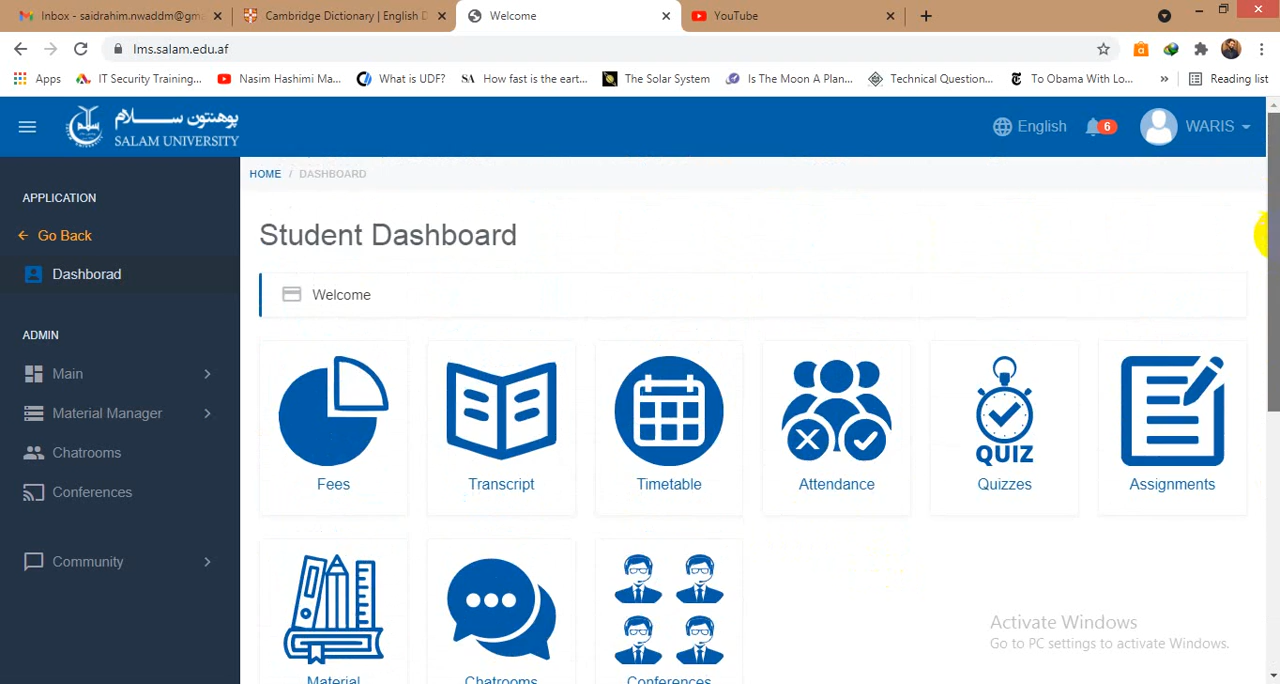 Inbox - saidrahim.nwaddm@gm
Cambridge Dictionary | English D
Welcome
YouTube
lms.salam.edu.af
Apps
IT Security Training...
Nasim Hashimi Ma...
What is UDF?
How fast is the eart...
The Solar System
Is The Moon A Plan...
Technical Question...
To Obama With Lo...
Reading list
پوهنتون سلام
SALAM UNIVERSITY
English
6
WARIS
APPLICATION
Go Back
Dashborad
ADMIN
Main
Material Manager
Chatrooms
Conferences
Community
HOME / DASHBOARD
Student Dashboard
Welcome
Fees
Transcript
Timetable
Attendance
QUIZ
Quizzes
Assignments
Material
Chatrooms
Conferences
Activate Windows
Go to PC settings to activate Windows.